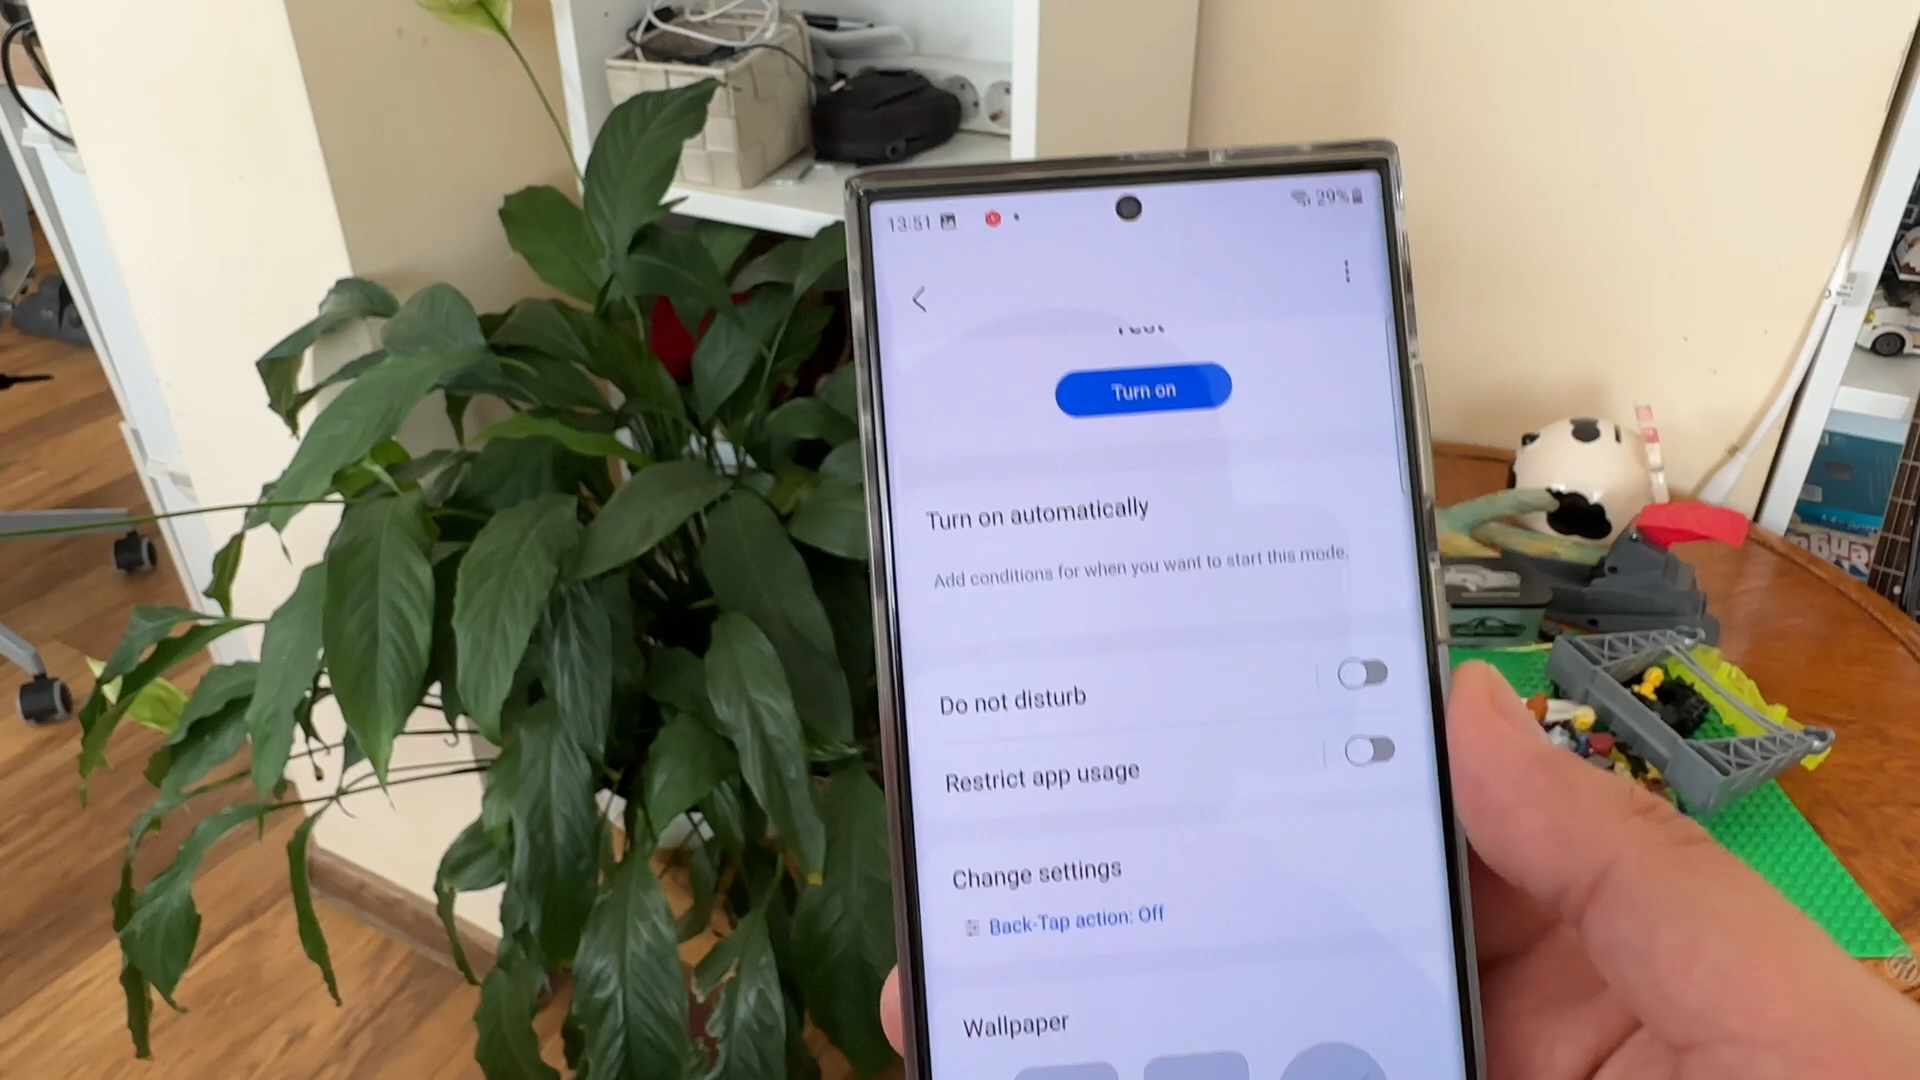 13:51 29%
Turn on
Turn on automatically
Add conditions for when you want to start this mode.
Do not disturb
Restrict app usage
Change settings
Back-Tap action: Off
Wallpaper